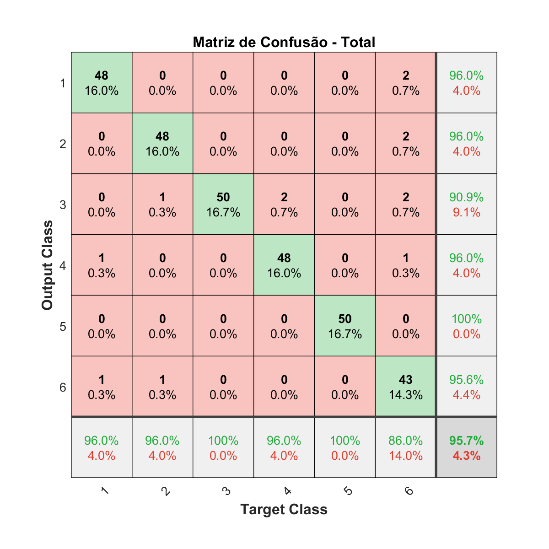 Matriz de Confusão - Total
1
48 0 0 0 0 2 96.0%
16.0% 0.0% 0.0% 0.0% 0.0% 0.7% 4.0%
2
0 48 0 0 0 2 96.0%
0.0% 16.0% 0.0% 0.0% 0.0% 0.7% 4.0%
3
0 1 50 2 0 2 90.9%
0.0% 0.3% 16.7% 0.7% 0.0% 0.7% 9.1%
4
1 0 0 48 0 1 96.0%
0.3% 0.0% 0.0% 16.0% 0.0% 0.3% 4.0%
5
0 0 0 0 50 0 100%
0.0% 0.0% 0.0% 0.0% 16.7% 0.0% 0.0%
6
1 1 0 0 0 43 95.6%
0.3% 0.3% 0.0% 0.0% 0.0% 14.3% 4.4%
96.0% 96.0% 100% 96.0% 100% 86.0% 95.7%
4.0% 4.0% 0.0% 4.0% 0.0% 14.0% 4.3%
1 2 3 4 5 6
Target Class
Output Class